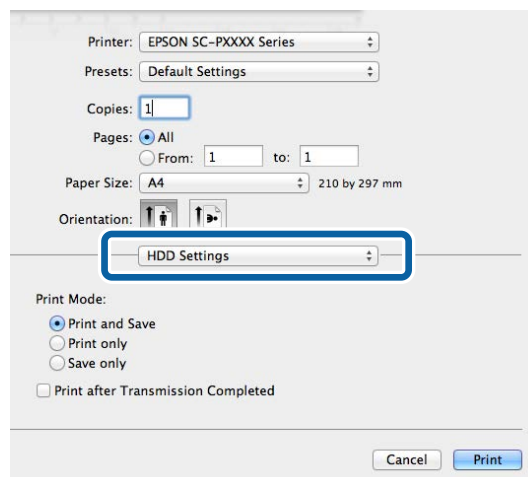 Printer: EPSON SC-PXXXX Series
Presets: Default Settings
Copies: 1
Pages: All
From: 1 to: 1
Paper Size: A4 210 by 297 mm
Orientation:
HDD Settings
Print Mode:
Print and Save
Print only
Save only
Print after Transmission Completed
Cancel Print